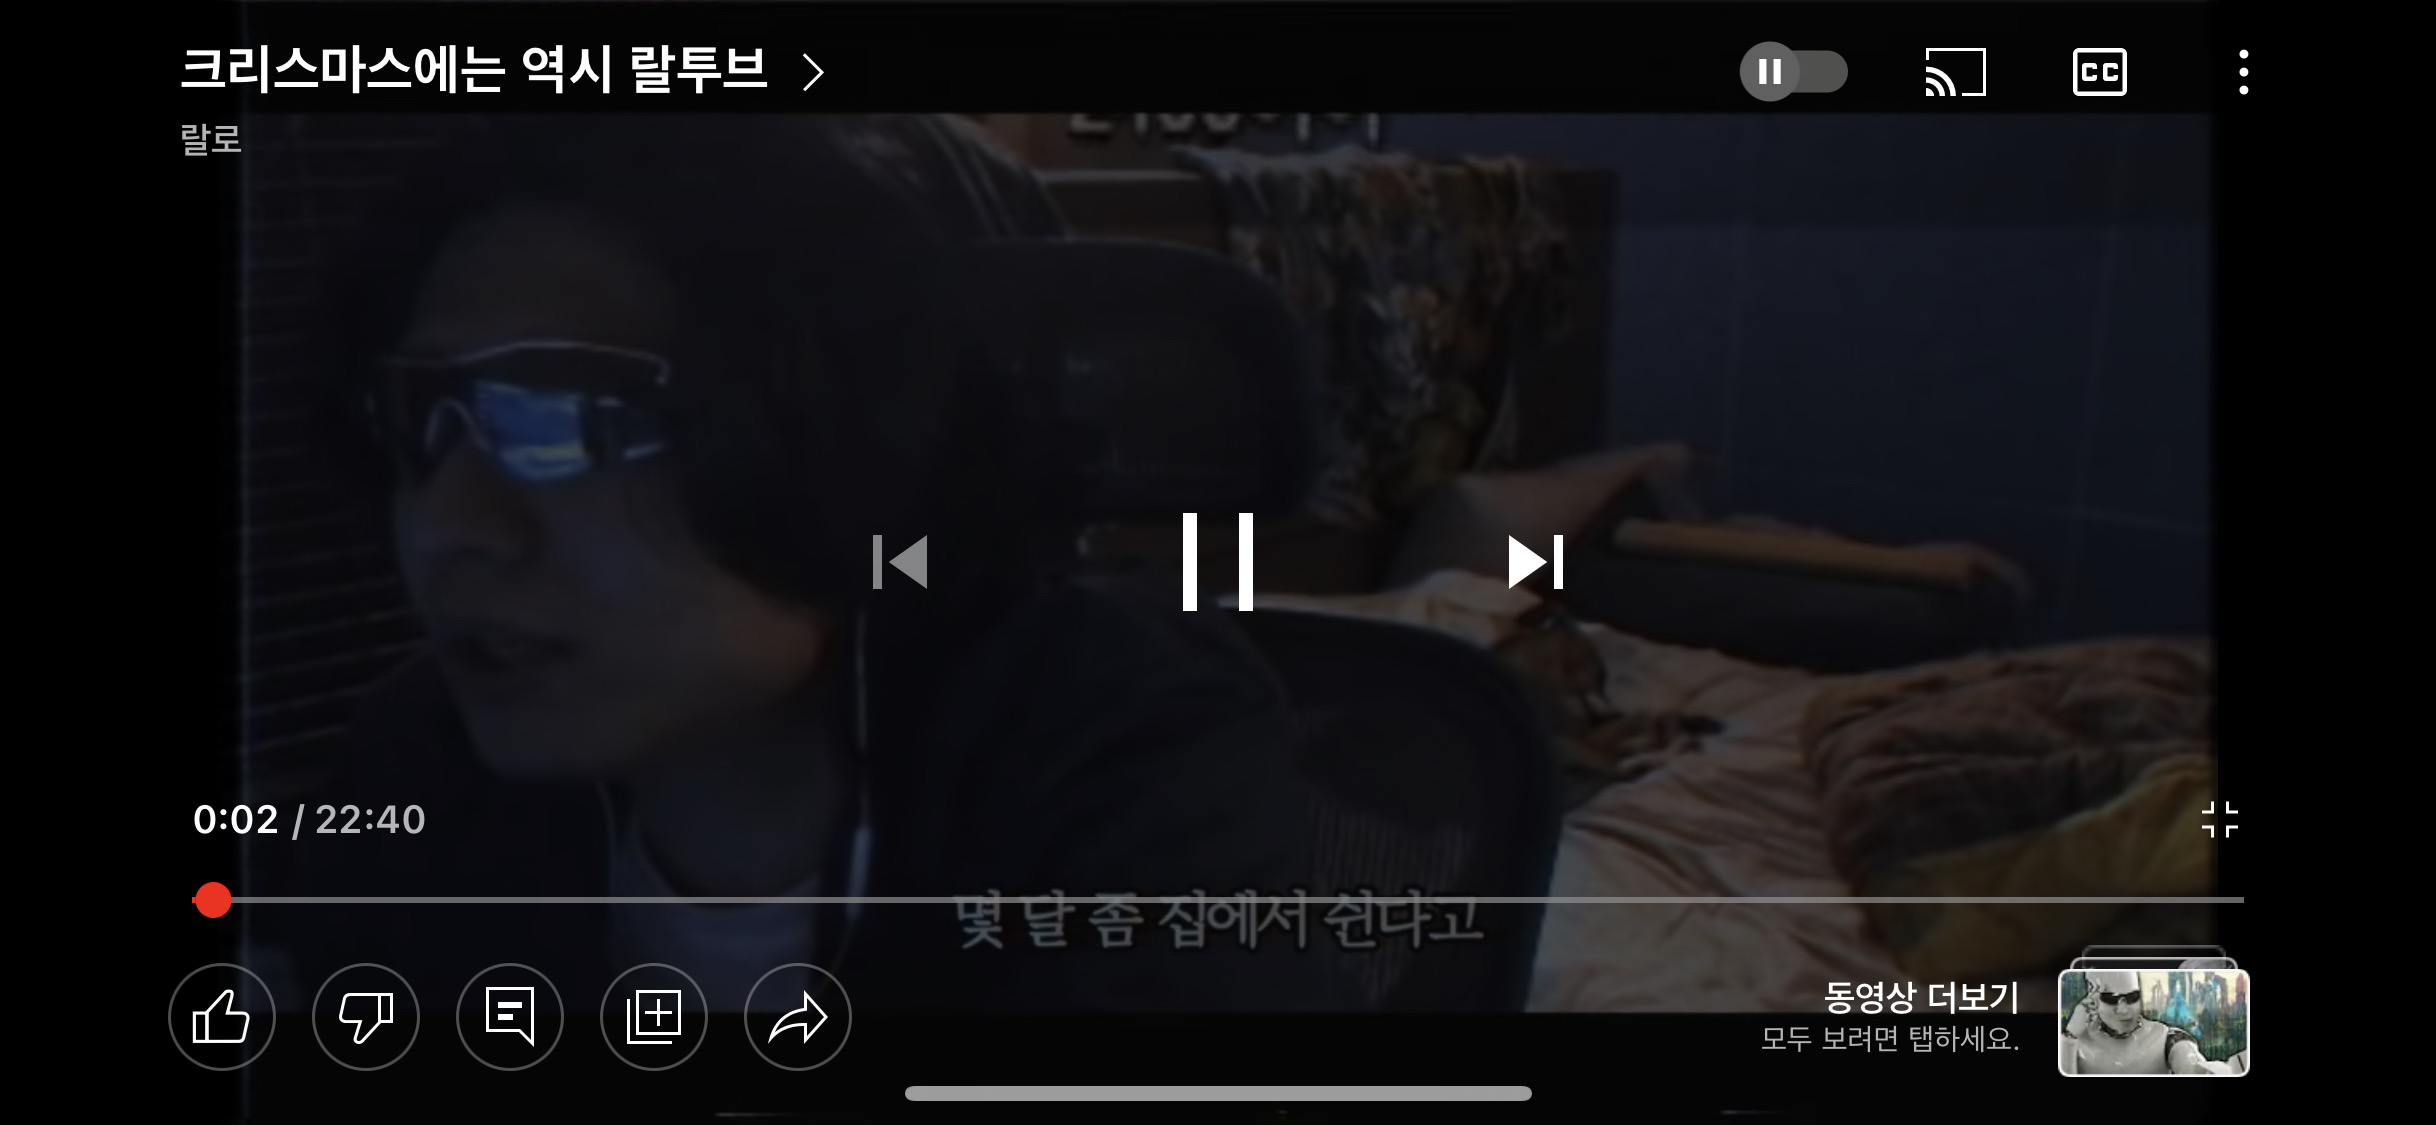 크리스마스에는 역시 랄투브
랄로
CC
0:02 / 22:40
몇 달 좀 집에서 쉰다고
동영상 더보기
모두 보려면 탭하세요.